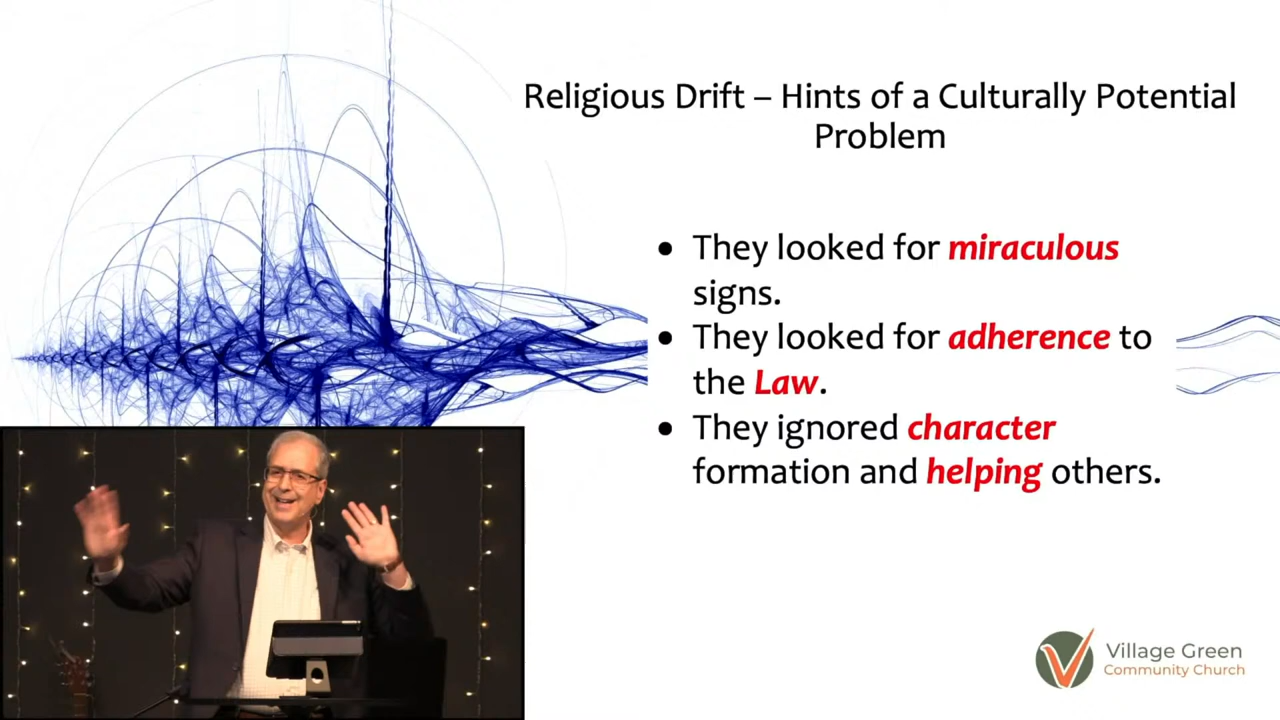 Religious Drift – Hints of a Culturally Potential
Problem
• They looked for miraculous
signs.
• They looked for adherence to
the Law.
• They ignored character
formation and helping others.
Village Green
Community Church